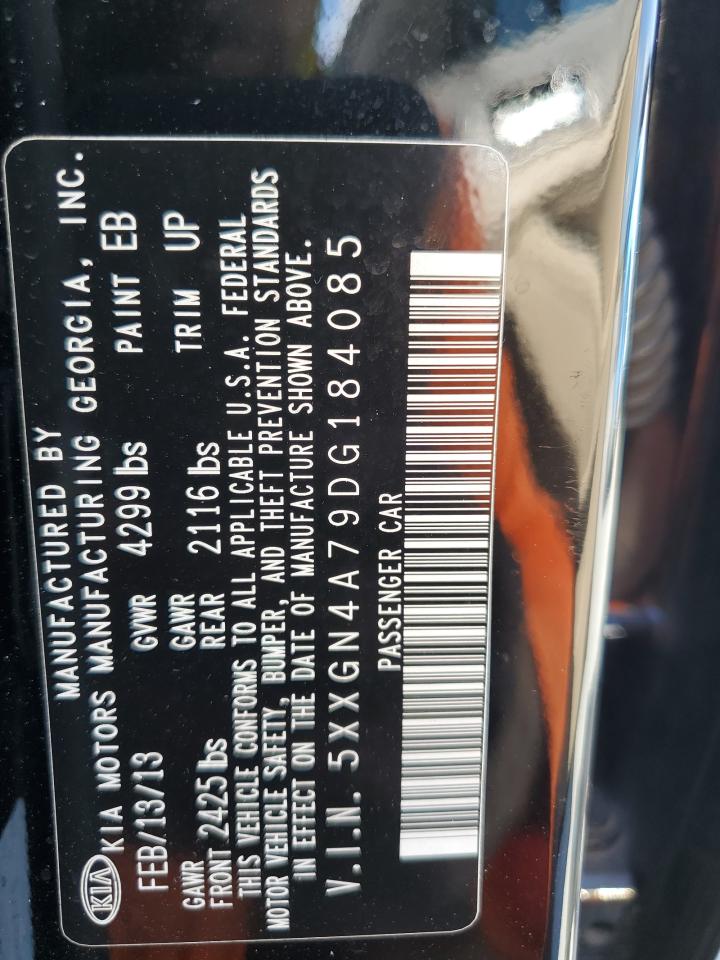 MANUFACTURED BY
KIA KIA MOTORS MANUFACTURING GEORGIA, INC.
FEB/13/13 GVWR 4299 lbs PAINT EB
GAWR FRONT 2425 lbs GAWR REAR 2116 lbs TRIM UP
THIS VEHICLE CONFORMS TO ALL APPLICABLE U.S.A. FEDERAL
MOTOR VEHICLE SAFETY, BUMPER, AND THEFT PREVENTION STANDARDS
IN EFFECT ON THE DATE OF MANUFACTURE SHOWN ABOVE.
V.I.N. 5XXGN4A79DG184085
PASSENGER CAR